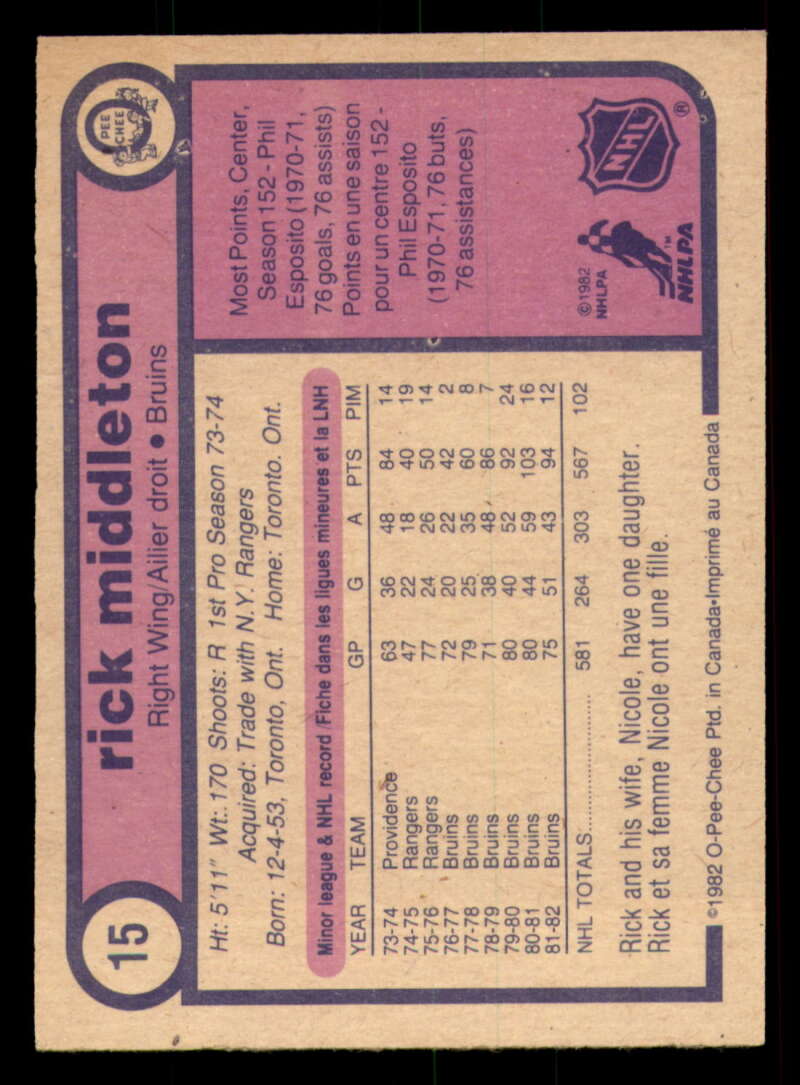 15
rick middleton
Right Wing/Ailier droit • Bruins
O PEE CHEE
Ht: 5'11" Wt: 170 Shoots: R 1st Pro Season 73-74
Acquired: Trade with N.Y. Rangers
Born: 12-4-53, Toronto, Ont. Home: Toronto. Ont.
Minor league & NHL record/Fiche dans les ligues mineures et la LNH
YEAR TEAM GP G A PTS PIM
73-74 Providence 63 36 48 84 14
74-75 Rangers 47 22 18 40 19
75-76 Rangers 77 24 26 50 14
76-77 Bruins 72 20 22 42 2
77-78 Bruins 79 25 35 60 8
78-79 Bruins 71 38 48 86 7
79-80 Bruins 80 40 52 92 24
80-81 Bruins 80 44 59 103 16
81-82 Bruins 75 51 43 94 12
NHL TOTALS.................... 581 264 303 567 102
Rick and his wife, Nicole, have one daughter.
Rick et sa femme Nicole ont une fille.
Most Points, Center,
Season 152 - Phil
Esposito (1970-71,
76 goals, 76 assists)
Points en une saison
pour un centre 152 -
Phil Esposito
(1970-71, 76 buts,
76 assistances)
©1982
NHLPA
NHLPA™
NHL®
©1982 O-Pee-Chee Ptd. in Canada•Imprimé au Canada